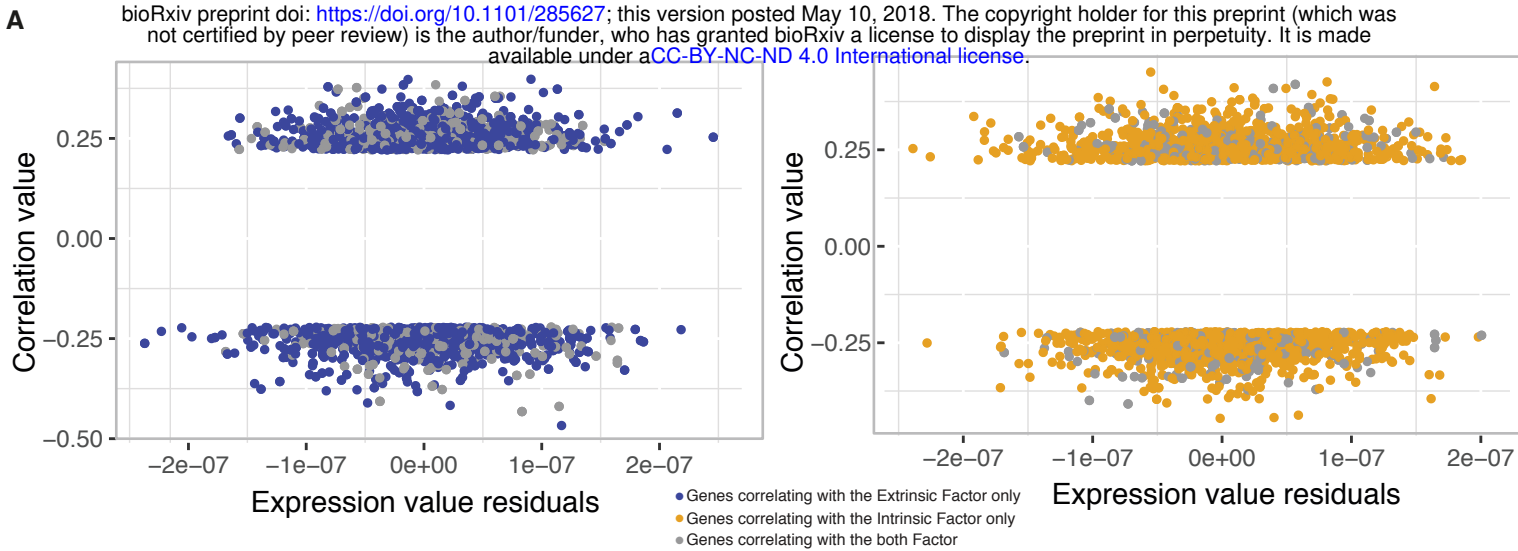 bioRxiv preprint doi: https://doi.org/10.1101/285627; this version posted May 10, 2018. The copyright holder for this preprint (which was
not certified by peer review) is the author/funder, who has granted bioRxiv a license to display the preprint in perpetuity. It is made
available under aCC-BY-NC-ND 4.0 International license.
A
Correlation value
0.25
0.00
−0.25
−0.50
−2e−07 −1e−07 0e+00 1e−07 2e−07
Expression value residuals
Correlation value
0.25
0.00
−0.25
−2e−07 −1e−07 0e+00 1e−07 2e−07
Expression value residuals
Genes correlating with the Extrinsic Factor only
Genes correlating with the Intrinsic Factor only
Genes correlating with the both Factor